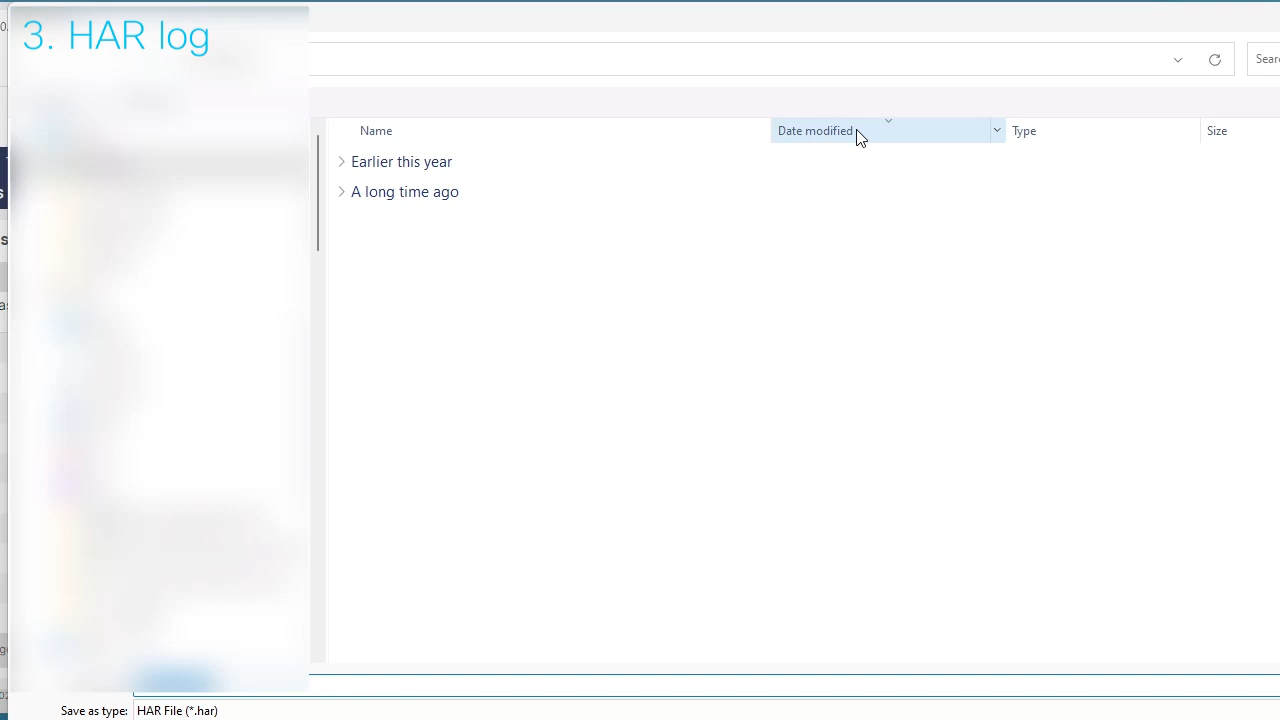 3. HAR log
Sear
Name
Date modified
Type
Size
Earlier this year
A long time ago
Save as type:
HAR File (*.har)